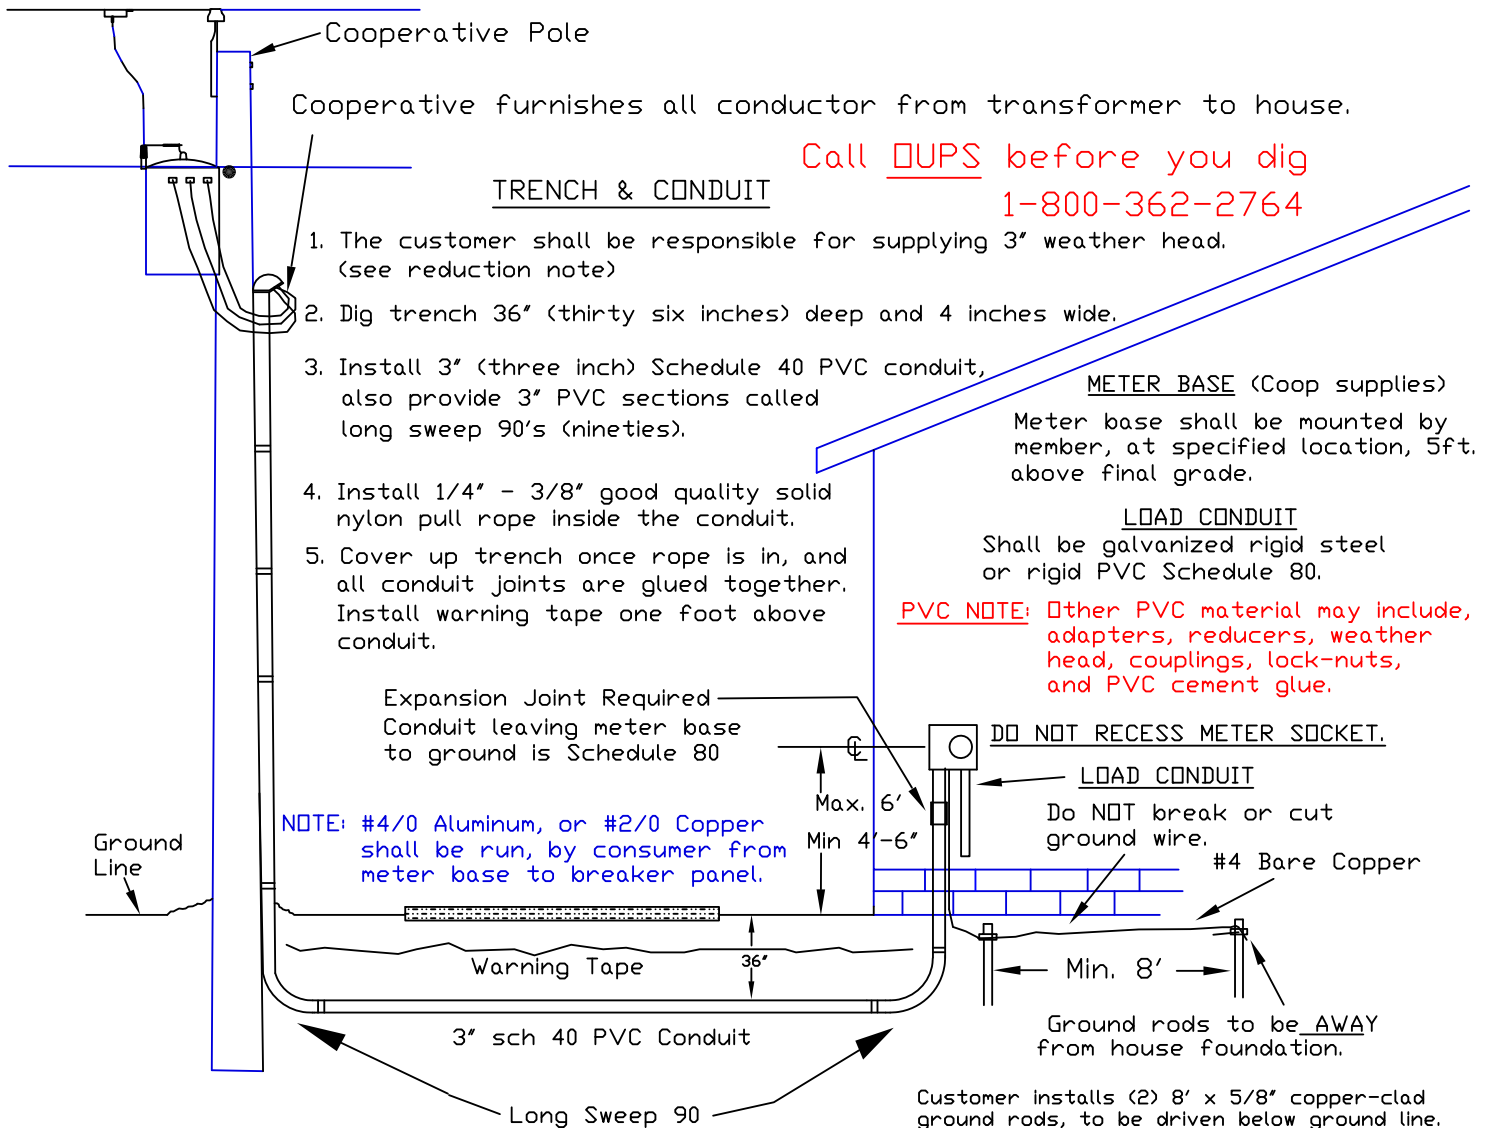 Cooperative Pole
Cooperative furnishes all conductor from transformer to house.
Call OUPS before you dig
1-800-362-2764
TRENCH & CONDUIT
1. The customer shall be responsible for supplying 3" weather head.
(see reduction note)
2. Dig trench 36" (thirty six inches) deep and 4 inches wide.
3. Install 3" (three inch) Schedule 40 PVC conduit,
also provide 3" PVC sections called
long sweep 90's (nineties).
4. Install 1/4" - 3/8" good quality solid
nylon pull rope inside the conduit.
5. Cover up trench once rope is in, and
all conduit joints are glued together.
Install warning tape one foot above
conduit.
METER BASE (Coop supplies)
Meter base shall be mounted by
member, at specified location, 5ft.
above final grade.
LOAD CONDUIT
Shall be galvanized rigid steel
or rigid PVC Schedule 80.
PVC NOTE: Other PVC material may include,
adapters, reducers, weather
head, couplings, lock-nuts,
and PVC cement glue.
Expansion Joint Required
Conduit leaving meter base
to ground is Schedule 80
DO NOT RECESS METER SOCKET.
LOAD CONDUIT
Max. 6'
Min 4'-6"
Do NOT break or cut
ground wire.
#4 Bare Copper
NOTE: #4/0 Aluminum, or #2/0 Copper
shall be run, by consumer from
meter base to breaker panel.
Ground
Line
Warning Tape
36"
Min. 8'
3" sch 40 PVC Conduit
Ground rods to be AWAY
from house foundation.
Long Sweep 90
Customer installs (2) 8' x 5/8" copper-clad
ground rods, to be driven below ground line.